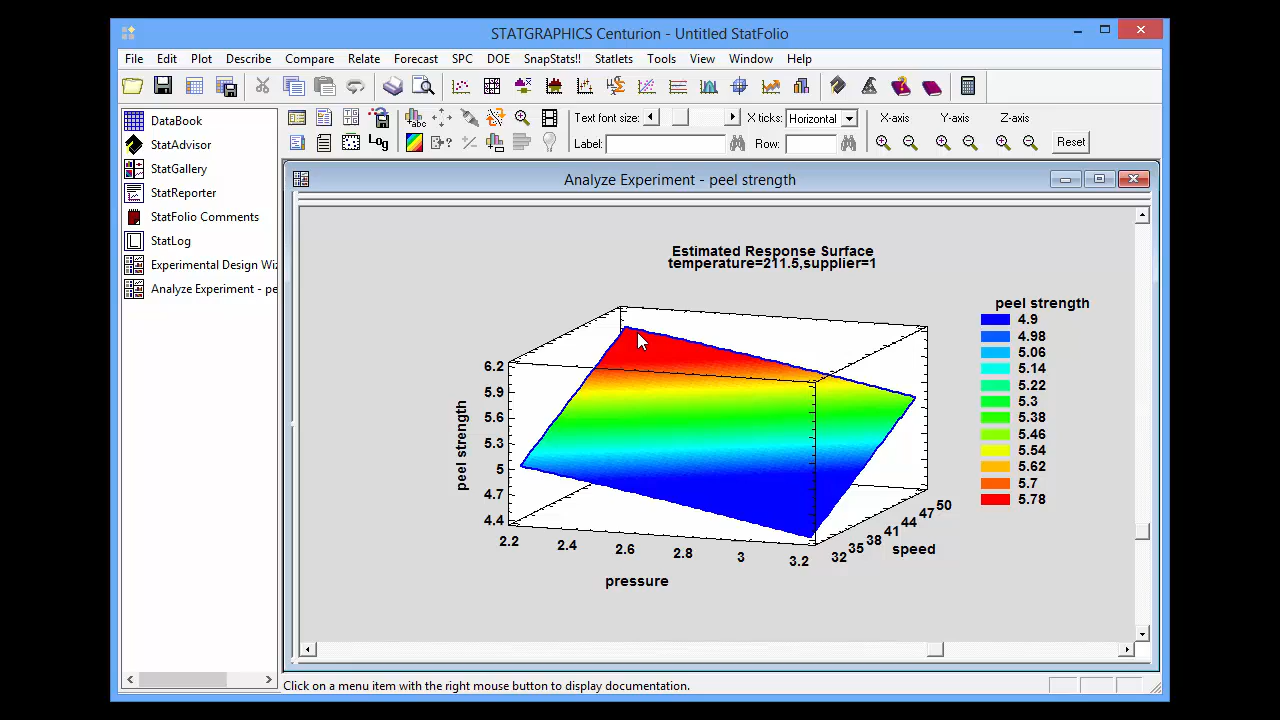 STATGRAPHICS Centurion - Untitled StatFolio
File Edit Plot Describe Compare Relate Forecast SPC DOE SnapStats!! Statlets Tools View Window Help
Text font size: X ticks: Horizontal X-axis Y-axis Z-axis
Log Label: Row: Reset
DataBook
StatAdvisor
StatGallery
StatReporter
StatFolio Comments
StatLog
Experimental Design Wiz
Analyze Experiment - pe
Analyze Experiment - peel strength
Estimated Response Surface
temperature=211.5,supplier=1
peel strength
4.9
4.98
5.06
5.14
5.22
5.3
5.38
5.46
5.54
5.62
5.7
5.78
6.2
5.9
5.6
5.3
5
4.7
4.4
peel strength
2.2 2.4 2.6 2.8 3 3.2
pressure
32 35 38 41 44 47 50
speed
Click on a menu item with the right mouse button to display documentation.